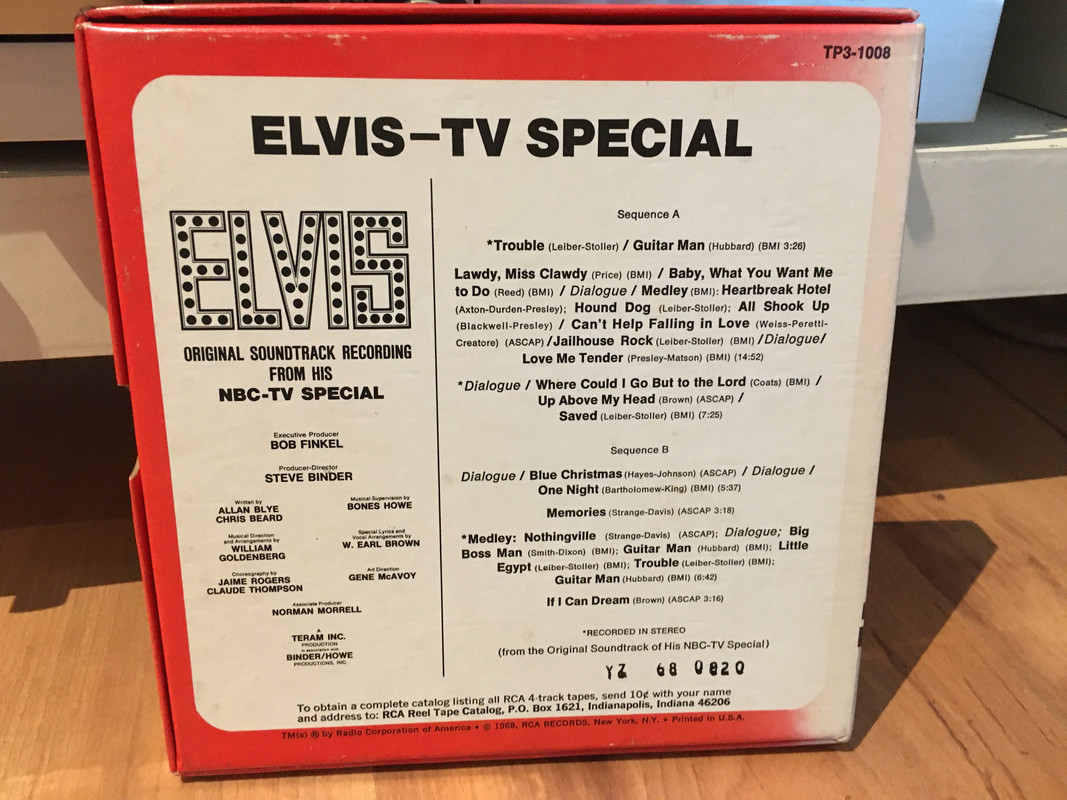 TP3-1008
ELVIS—TV SPECIAL
ELVIS
ORIGINAL SOUNDTRACK RECORDING
FROM HIS
NBC-TV SPECIAL
Executive Producer
BOB FINKEL
Producer-Director
STEVE BINDER
Written by
ALLAN BLYE
CHRIS BEARD
Musical Supervision by
BONES HOWE
Musical Direction
and Arrangements by
WILLIAM
GOLDENBERG
Special Lyrics and
Vocal Arrangements by
W. EARL BROWN
Choreography by
JAIME ROGERS
CLAUDE THOMPSON
Art Direction
GENE McAVOY
Associate Producer
NORMAN MORRELL
A
TERAM INC.
PRODUCTION
in association with
BINDER/HOWE
PRODUCTIONS, INC.
Sequence A
*Trouble (Leiber-Stoller) / Guitar Man (Hubbard) (BMI 3:26)
Lawdy, Miss Clawdy (Price) (BMI) / Baby, What You Want Me
to Do (Reed) (BMI) / Dialogue / Medley (BMI): Heartbreak Hotel
(Axton-Durden-Presley); Hound Dog (Leiber-Stoller); All Shook Up
(Blackwell-Presley) / Can't Help Falling in Love (Weiss-Peretti-
Creatore) (ASCAP) /Jailhouse Rock (Leiber-Stoller) (BMI) /Dialogue/
Love Me Tender (Presley-Matson) (BMI) (14:52)
*Dialogue / Where Could I Go But to the Lord (Coats) (BMI) /
Up Above My Head (Brown) (ASCAP) /
Saved (Leiber-Stoller) (BMI) (7:25)
Sequence B
Dialogue / Blue Christmas (Hayes-Johnson) (ASCAP) / Dialogue /
One Night (Bartholomew-King) (BMI) (5:37)
Memories (Strange-Davis) (ASCAP 3:18)
*Medley: Nothingville (Strange-Davis) (ASCAP); Dialogue; Big
Boss Man (Smith-Dixon) (BMI); Guitar Man (Hubbard) (BMI); Little
Egypt (Leiber-Stoller) (BMI); Trouble (Leiber-Stoller) (BMI);
Guitar Man (Hubbard) (BMI) (6:42)
If I Can Dream (Brown) (ASCAP 3:16)
*RECORDED IN STEREO
(from the Original Soundtrack of His NBC-TV Special)
YZ 68 0820
To obtain a complete catalog listing all RCA 4-track tapes, send 10¢ with your name
and address to: RCA Reel Tape Catalog, P.O. Box 1621, Indianapolis, Indiana 46206
TM(s) ® by Radio Corporation of America • © 1968, RCA RECORDS, New York, N.Y. • Printed in U.S.A.